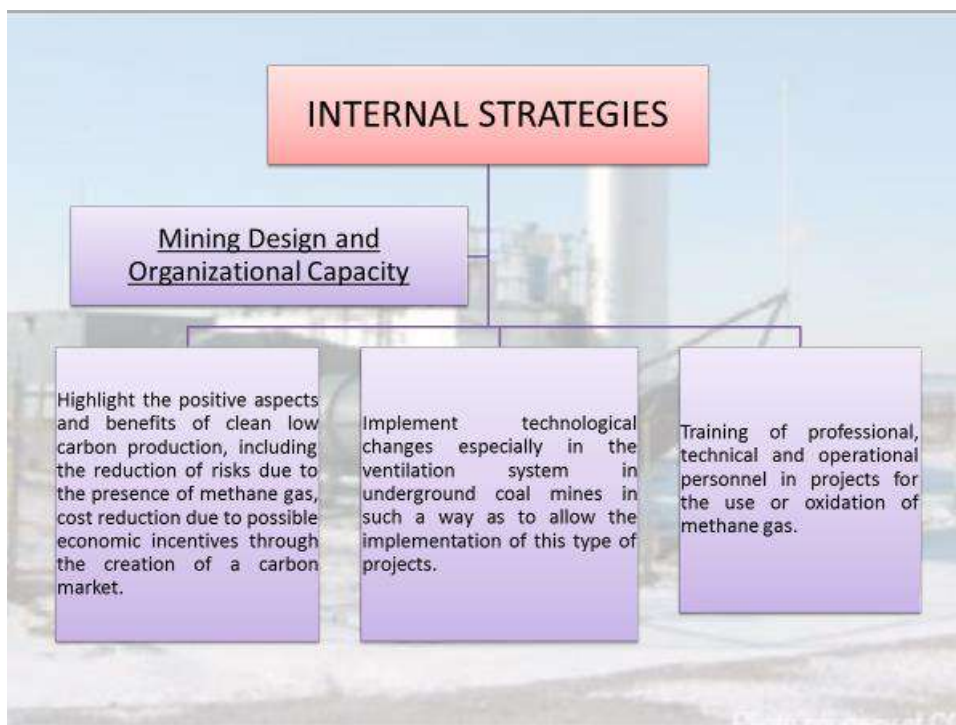 INTERNAL STRATEGIES
Mining Design and
Organizational Capacity
Highlight the positive aspects
and benefits of clean low
carbon production, including
the reduction of risks due to
the presence of methane gas,
cost reduction due to possible
economic incentives through
the creation of a carbon
market.
Implement technological
changes especially in the
ventilation system in
underground coal mines in
such a way as to allow the
implementation of this type of
projects.
Training of professional,
technical and operational
personnel in projects for
the use or oxidation of
methane gas.